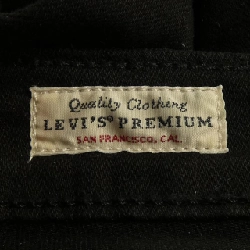 Quality Clothing
LEVI'S® PREMIUM
SAN FRANCISCO, CAL.